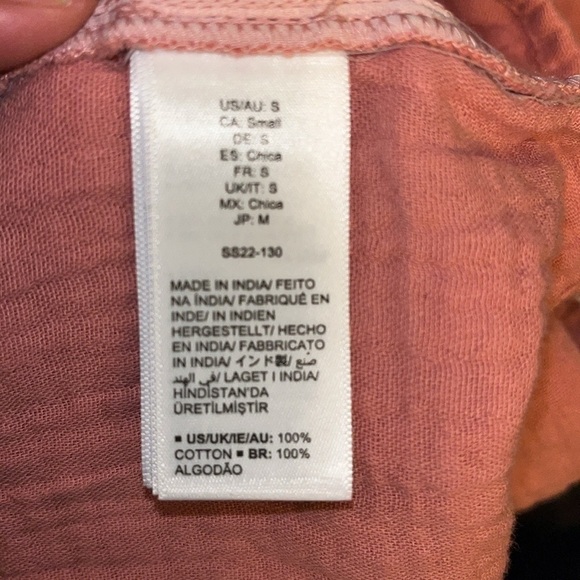 US/AU: S
CA: Small
DE: S
ES: Chica
FR: S
UK/IT: S
MX: Chica
JP: M
SS22-130
MADE IN INDIA/ FEITO
NA ÍNDIA/ FABRIQUÉ EN
INDE/ IN INDIEN
HERGESTELLT/ HECHO
EN INDIA/ FABBRICATO
IN INDIA/ インド製/ صنع
في الهند/ LAGET I INDIA/
HİNDİSTAN'DA
ÜRETİLMİŞTİR
▪ US/UK/IE/AU: 100%
COTTON ▪ BR: 100%
ALGODÃO